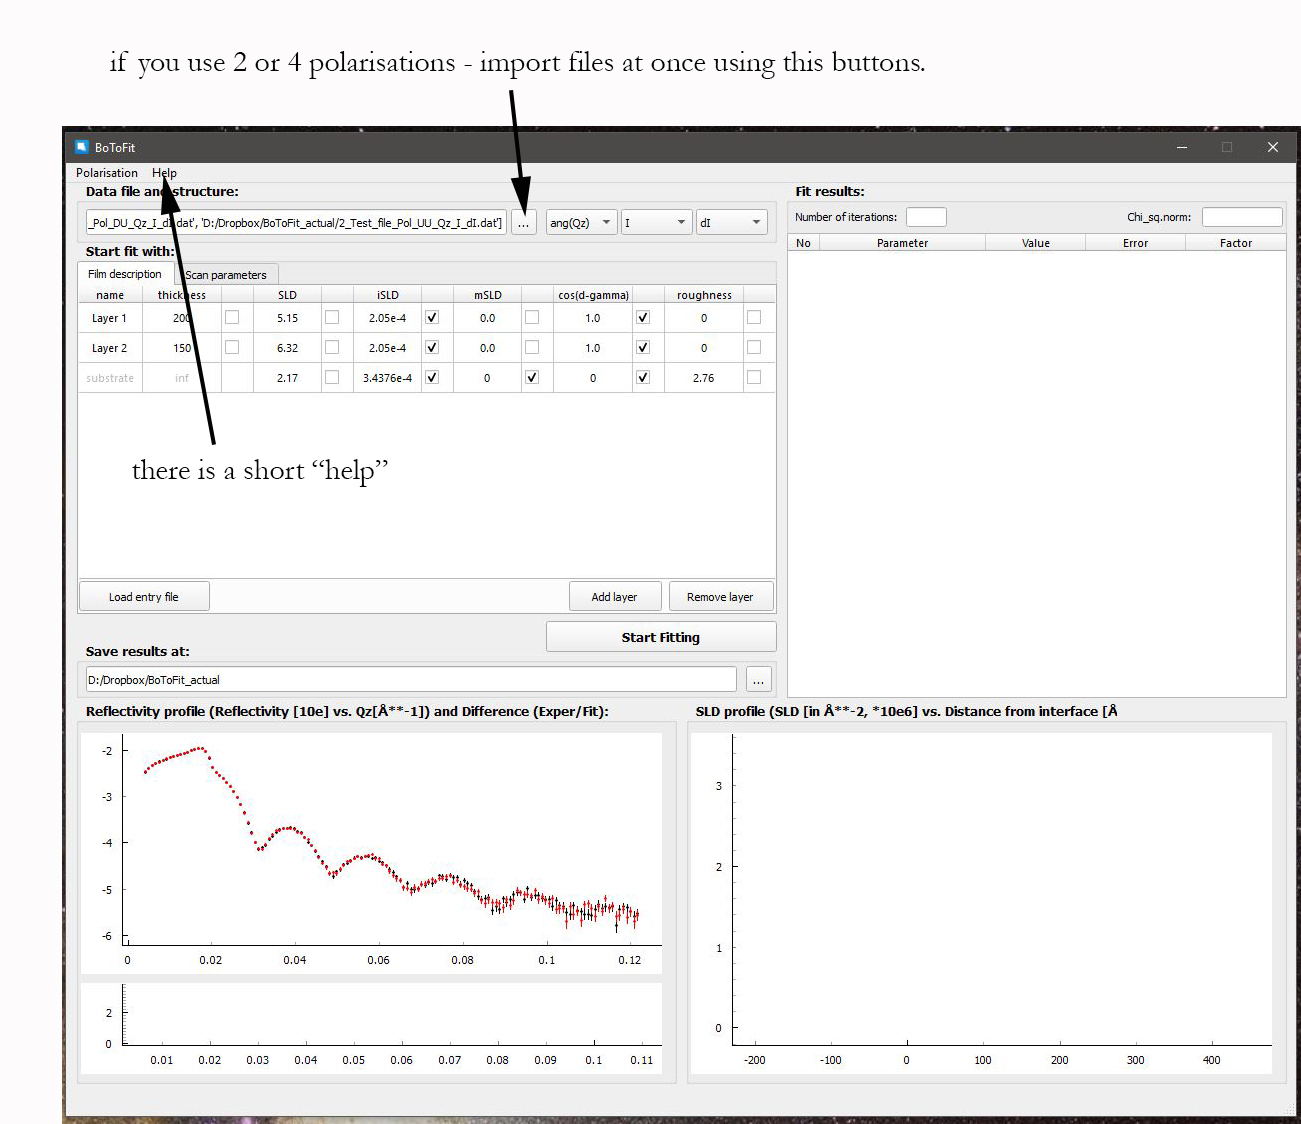 if you use 2 or 4 polarisations - import files at once using this buttons.
BoToFit
Polarisation Help
Data file and structure:
_Pol_DU_Qz_I_dI.dat', 'D:/Dropbox/BoToFit_actual/2_Test_file_Pol_UU_Qz_I_dI.dat'] ... ang(Qz) I dI
Start fit with:
Film description Scan parameters
name thickness SLD iSLD mSLD cos(d-gamma) roughness
Layer 1 200 5.15 2.05e-4 0.0 1.0 0
Layer 2 150 6.32 2.05e-4 0.0 1.0 0
substrate inf 2.17 3.4376e-4 0 0 2.76
there is a short “help”
Load entry file Add layer Remove layer
Start Fitting
Save results at:
D:/Dropbox/BoToFit_actual ...
Fit results:
Number of iterations: Chi_sq.norm:
No Parameter Value Error Factor
Reflectivity profile (Reflectivity [10e] vs. Qz[Å**-1]) and Difference (Exper/Fit):
-2
-3
-4
-5
-6
0 0.02 0.04 0.06 0.08 0.1 0.12
2
0
0.01 0.02 0.03 0.04 0.05 0.06 0.07 0.08 0.09 0.1 0.11
SLD profile (SLD [in Å**-2, *10e6] vs. Distance from interface [Å
3
2
1
0
-200 -100 0 100 200 300 400